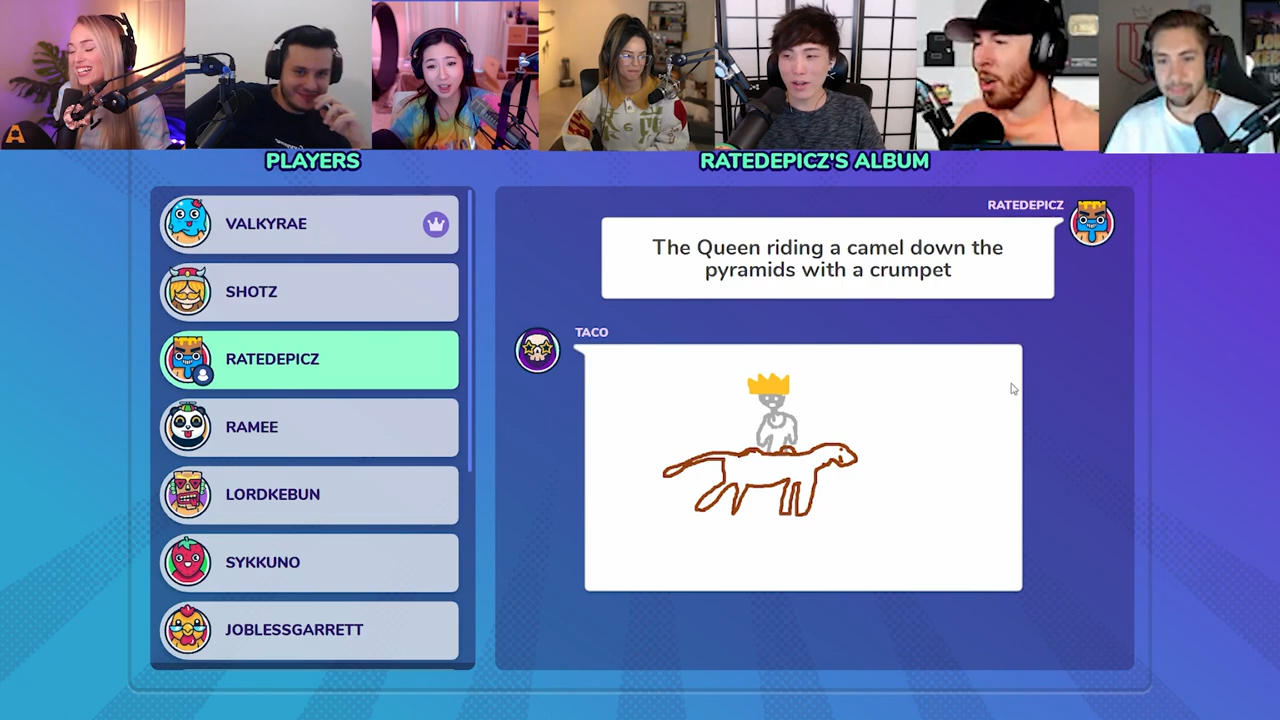 PLAYERS
RATEDEPICZ'S ALBUM
VALKYRAE
SHOTZ
RATEDEPICZ
RAMEE
LORDKEBUN
SYKKUNO
JOBLESSGARRETT
RATEDEPICZ
The Queen riding a camel down the
pyramids with a crumpet
TACO